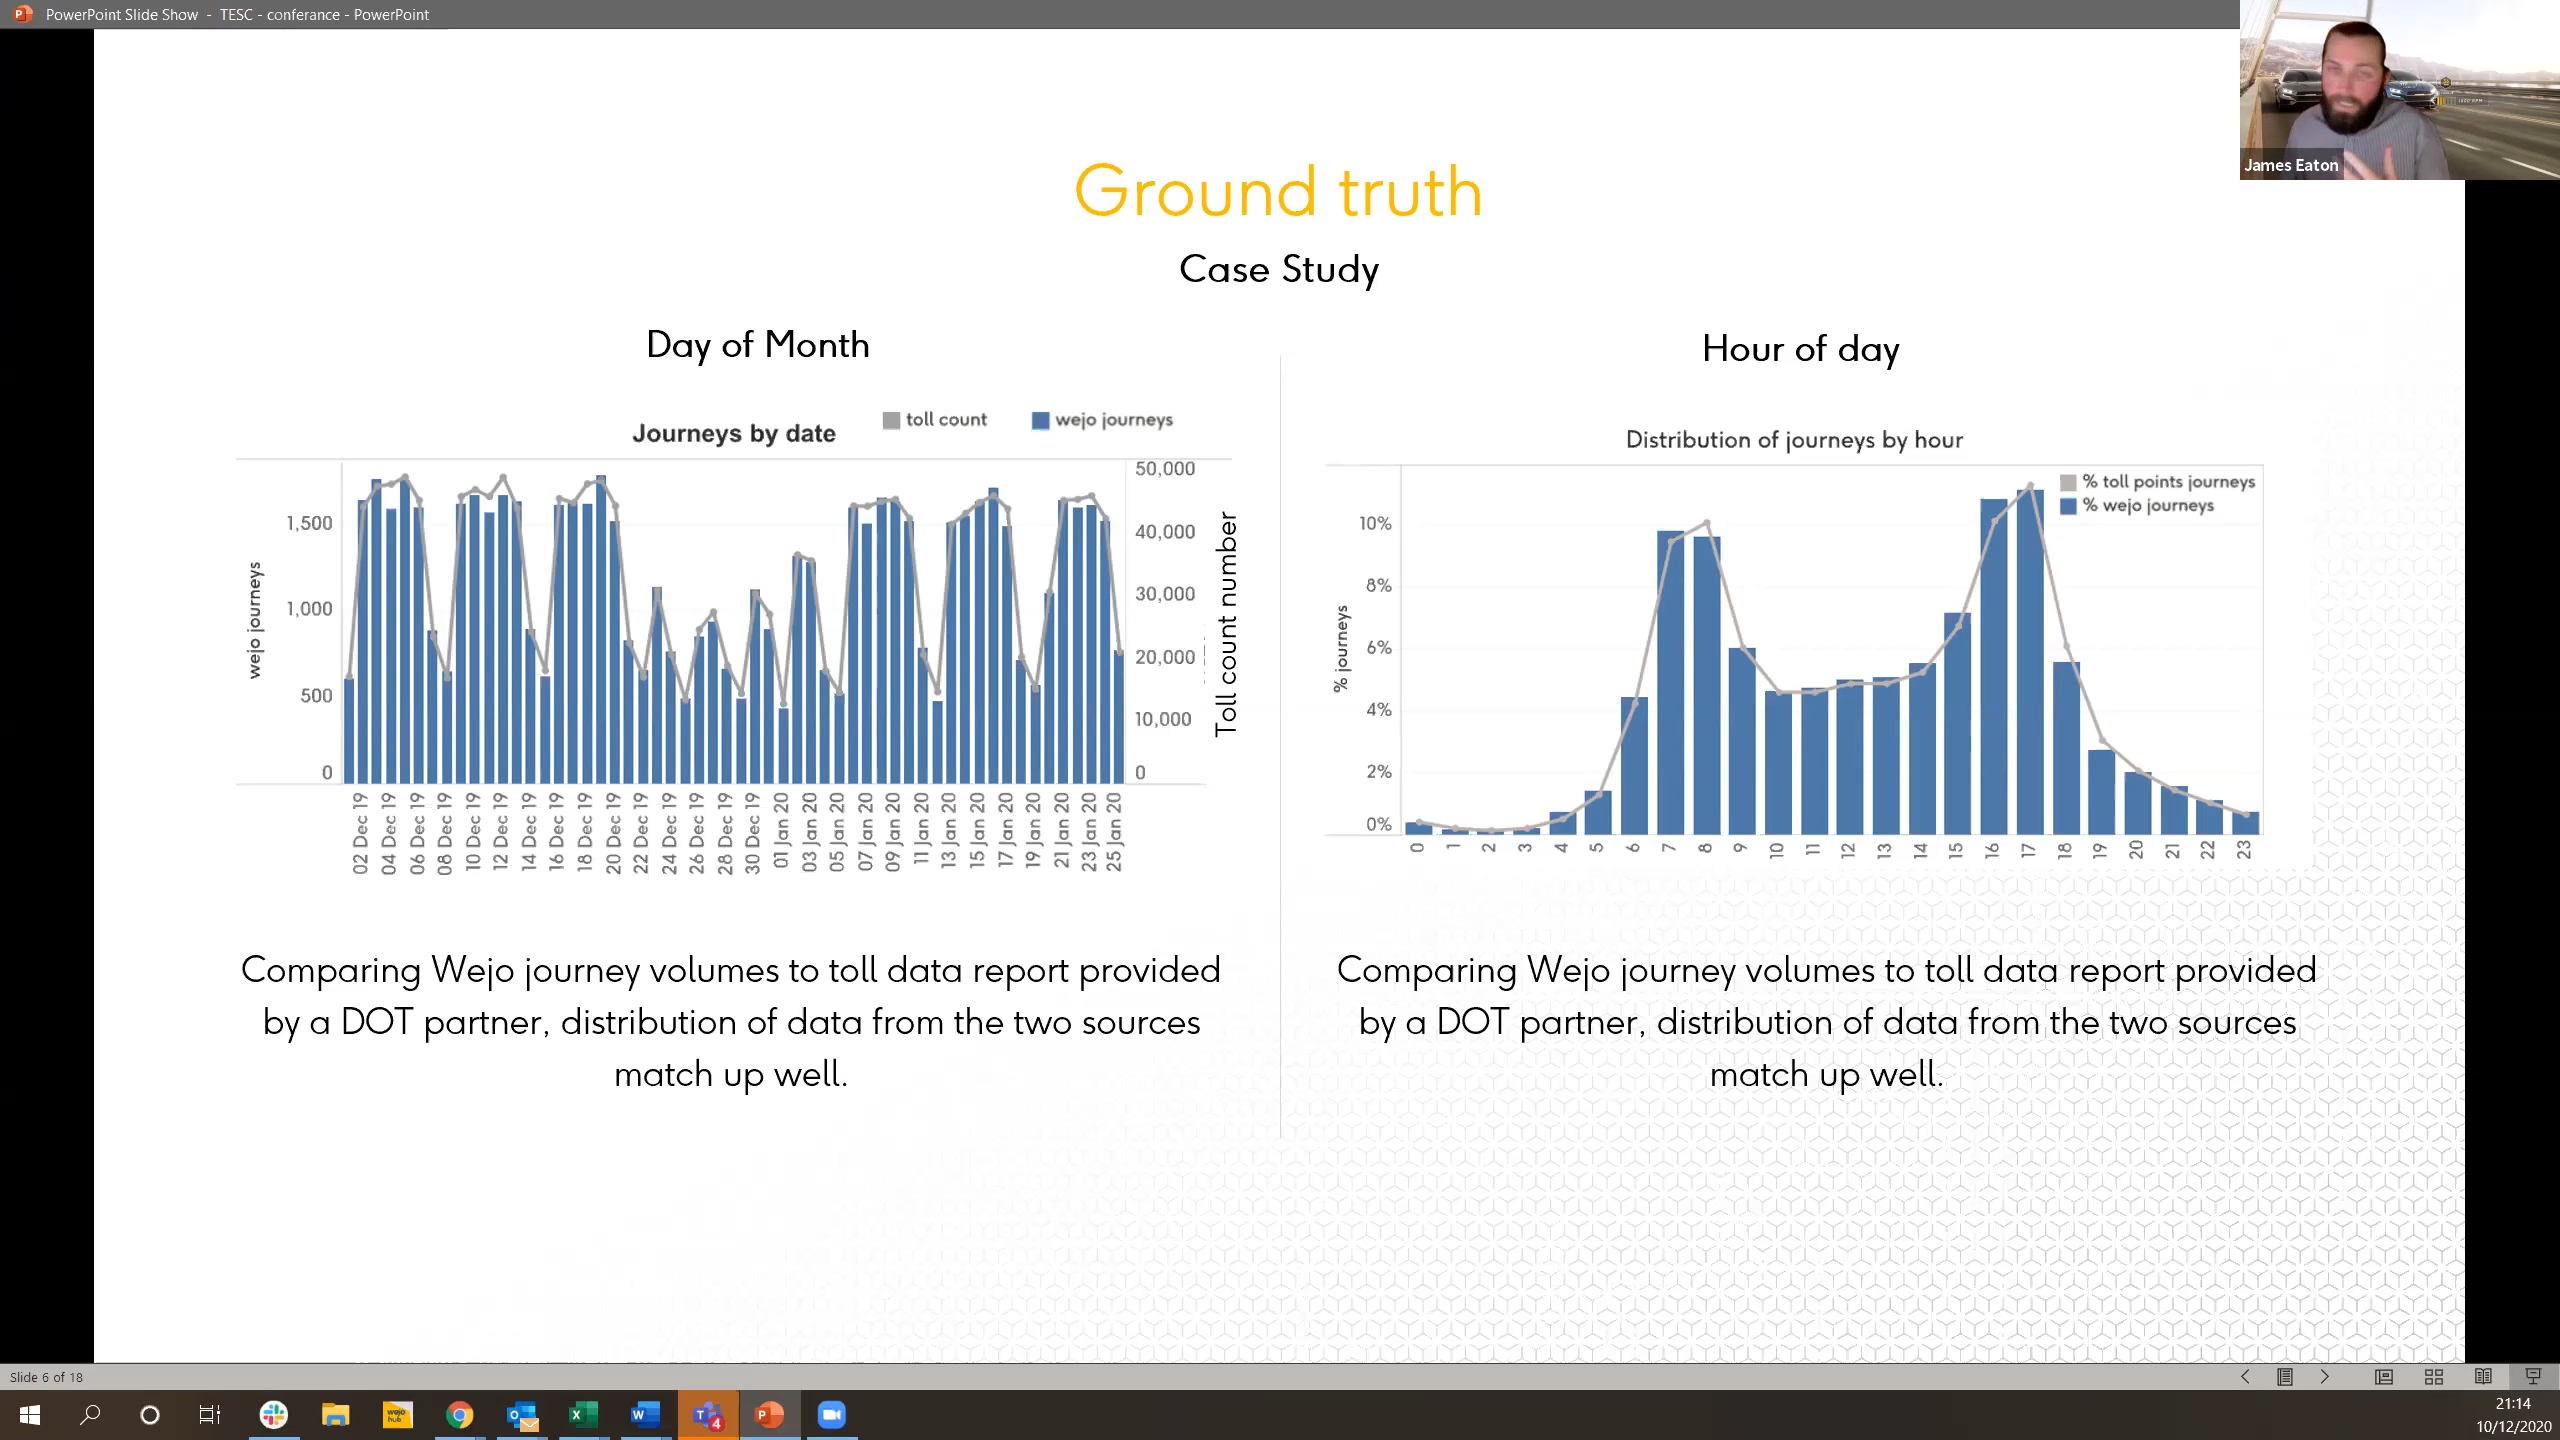 PowerPoint Slide Show - TESC - conferance - PowerPoint
James Eaton
Ground truth
Case Study
Day of Month
Journeys by date
toll count
wejo journeys
wejo journeys
1,500
1,000
500
0
50,000
40,000
30,000
20,000
10,000
0
Toll count number
02 Dec 19
04 Dec 19
06 Dec 19
08 Dec 19
10 Dec 19
12 Dec 19
14 Dec 19
16 Dec 19
18 Dec 19
20 Dec 19
22 Dec 19
24 Dec 19
26 Dec 19
28 Dec 19
30 Dec 19
01 Jan 20
03 Jan 20
05 Jan 20
07 Jan 20
09 Jan 20
11 Jan 20
13 Jan 20
15 Jan 20
17 Jan 20
19 Jan 20
21 Jan 20
23 Jan 20
25 Jan 20
Comparing Wejo journey volumes to toll data report provided
by a DOT partner, distribution of data from the two sources
match up well.
Hour of day
Distribution of journeys by hour
% toll points journeys
% wejo journeys
% journeys
10%
8%
6%
4%
2%
0%
0
1
2
3
4
5
6
7
8
9
10
11
12
13
14
15
16
17
18
19
20
21
22
23
Comparing Wejo journey volumes to toll data report provided
by a DOT partner, distribution of data from the two sources
match up well.
Slide 6 of 18
wejo
hub
4
21:14
10/12/2020